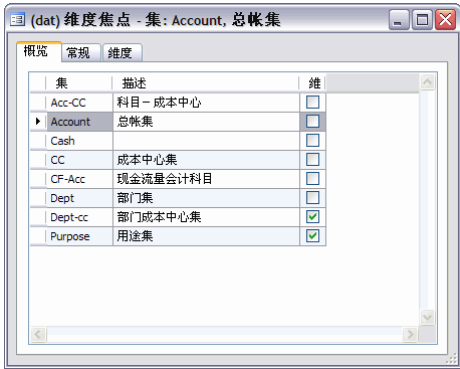 (dat) 维度焦点 - 集: Account, 总帐集
概览 常规 维度
集 描述 维
Acc-CC 科目－成本中心
Account 总帐集
Cash
CC 成本中心集
CF-Acc 现金流量会计科目
Dept 部门集
Dept-cc 部门成本中心集
Purpose 用途集